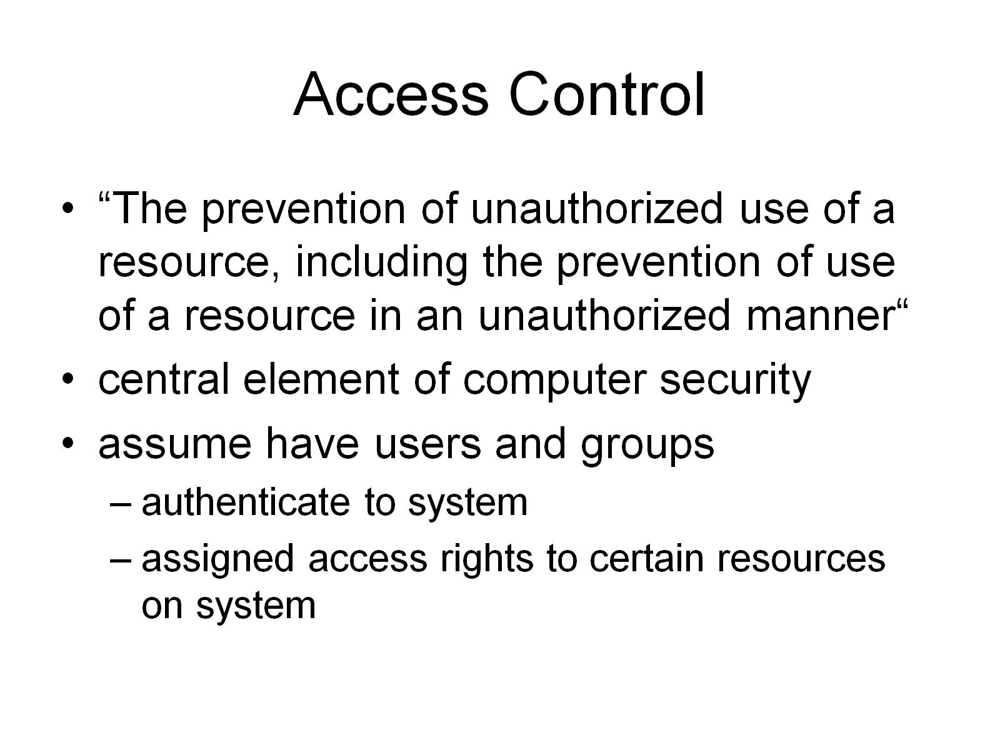 Access Control
• “The prevention of unauthorized use of a
resource, including the prevention of use
of a resource in an unauthorized manner“
• central element of computer security
• assume have users and groups
– authenticate to system
– assigned access rights to certain resources
on system